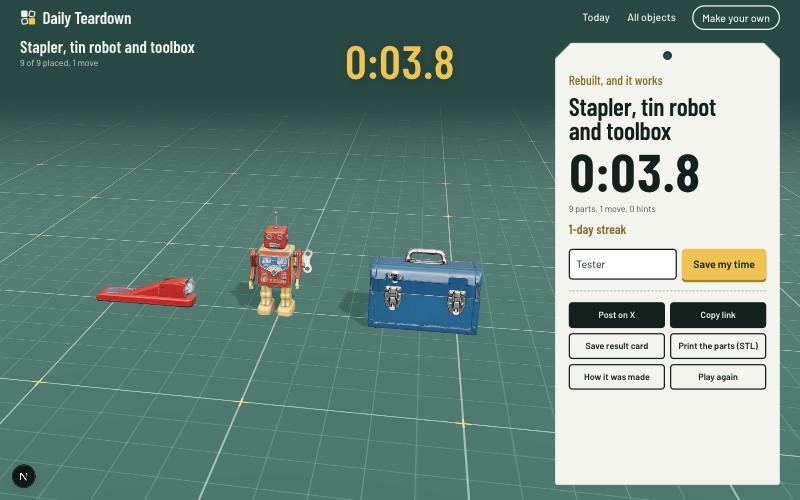 Daily Teardown
Today
All objects
Make your own
Stapler, tin robot and toolbox
9 of 9 placed, 1 move
0:03.8
Rebuilt, and it works
Stapler, tin robot
and toolbox
0:03.8
9 parts, 1 move, 0 hints
1-day streak
Tester
Save my time
Post on X
Copy link
Save result card
Print the parts (STL)
How it was made
Play again
N